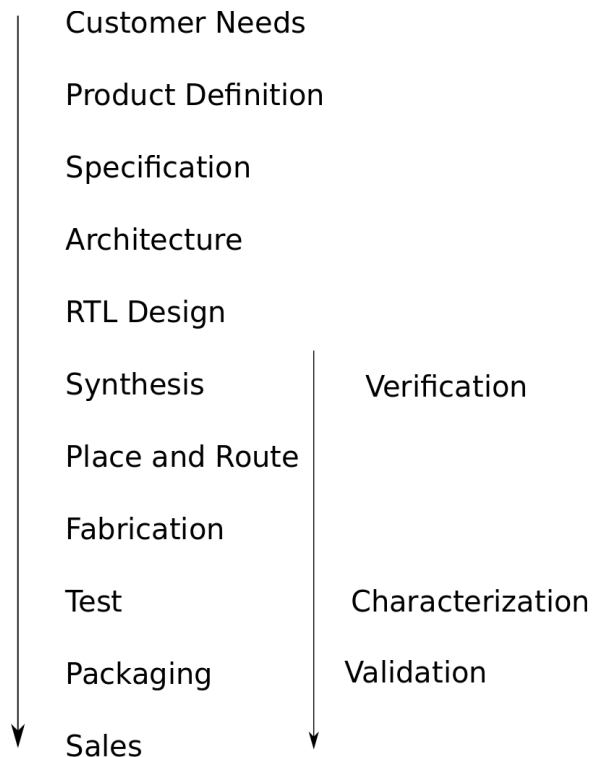 Customer Needs
Product Definition
Specification
Architecture
RTL Design
Synthesis
Verification
Place and Route
Fabrication
Test
Characterization
Packaging
Validation
Sales